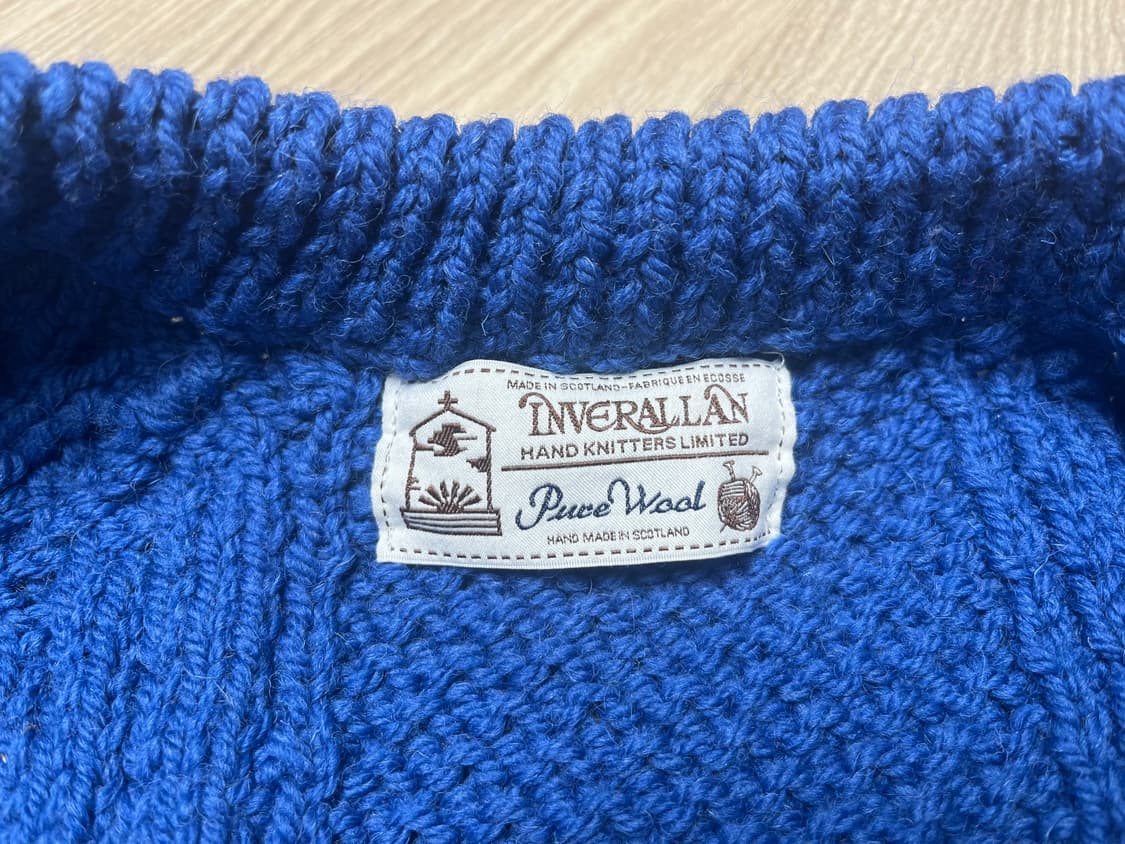 MADE IN SCOTLAND-FABRIQUE EN ECOSSE
INVERALLAN
HAND KNITTERS LIMITED
Pure Wool
HAND MADE IN SCOTLAND